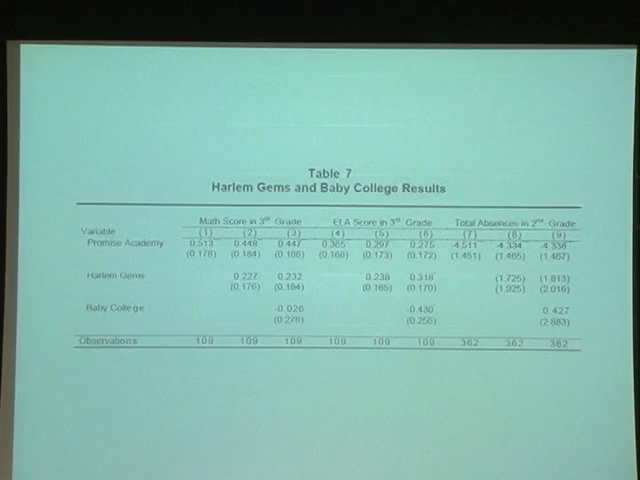 Table 7
Harlem Gems and Baby College Results
Math Score in 3rd Grade ELA Score in 3rd Grade Total Absences in 2nd Grade
Variable (1) (2) (3) (4) (5) (6) (7) (8) (9)
Promise Academy 0.513 0.448 0.447 0.365 0.297 0.275 -4.511 -4.334 -4.338
(0.178) (0.184) (0.186) (0.168) (0.173) (0.172) (1.451) (1.465) (1.467)
Harlem Gems 0.227 0.232 0.238 0.318 (1.725) (1.813)
(0.176) (0.184) (0.165) (0.170) (1.925) (2.016)
Baby College -0.026 -0.430 0.427
(0.276) (0.256) (2.883)
Observations 109 109 109 109 109 109 362 362 362